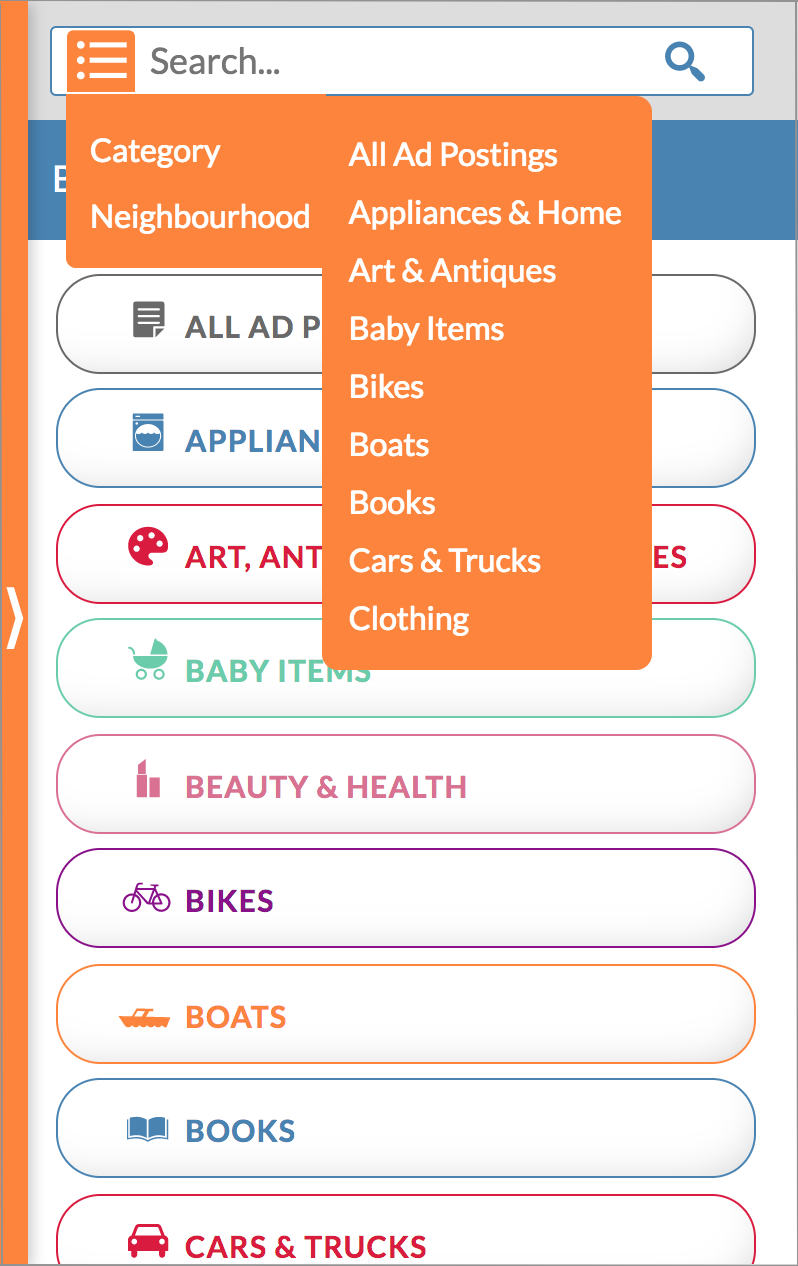 Search...
Category
Neighbourhood
All Ad Postings
Appliances & Home
Art & Antiques
Baby Items
Bikes
Boats
Books
Cars & Trucks
Clothing
ALL AD P
APPLIAN
ART, ANT ES
BABY ITEMS
BEAUTY & HEALTH
BIKES
BOATS
BOOKS
CARS & TRUCKS